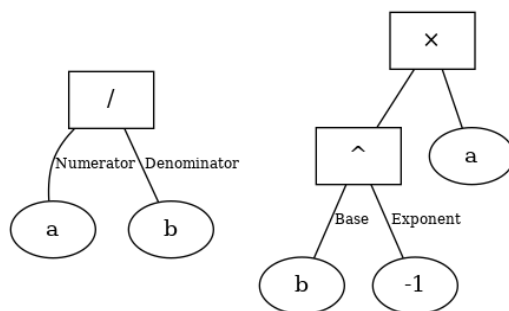 /
Numerator Denominator
a b
×
^ a
Base Exponent
b -1